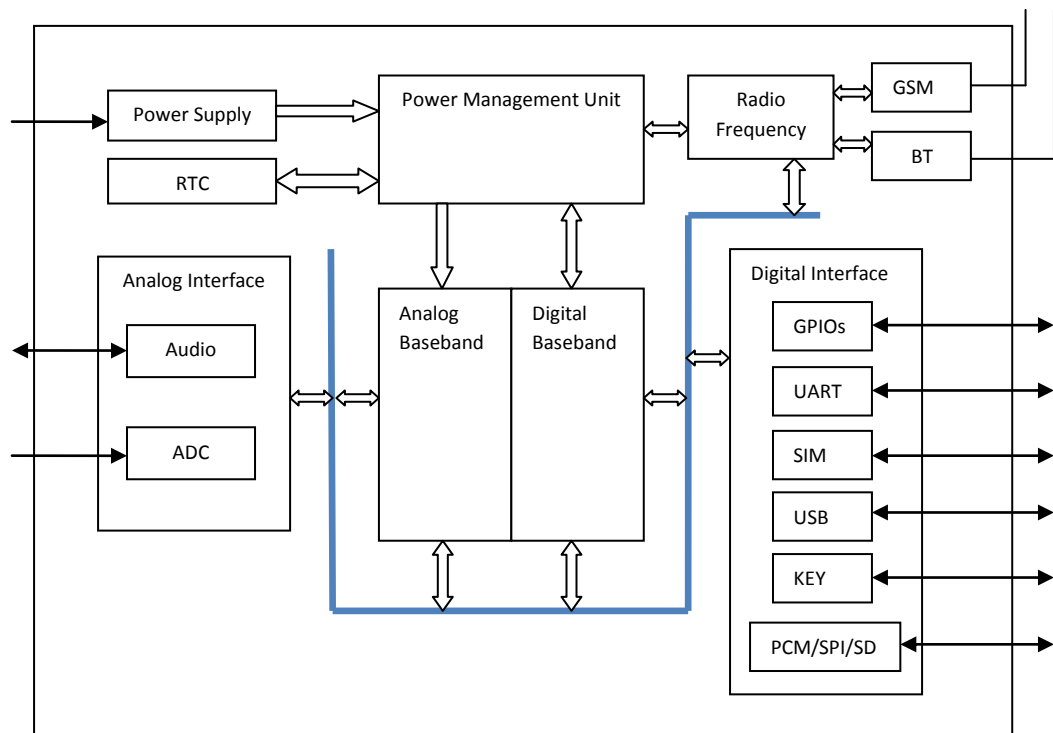 Power Supply
Power Management Unit
Radio
Frequency
GSM
BT
RTC
Analog Interface
Audio
ADC
Analog
Baseband
Digital
Baseband
Digital Interface
GPIOs
UART
SIM
USB
KEY
PCM/SPI/SD